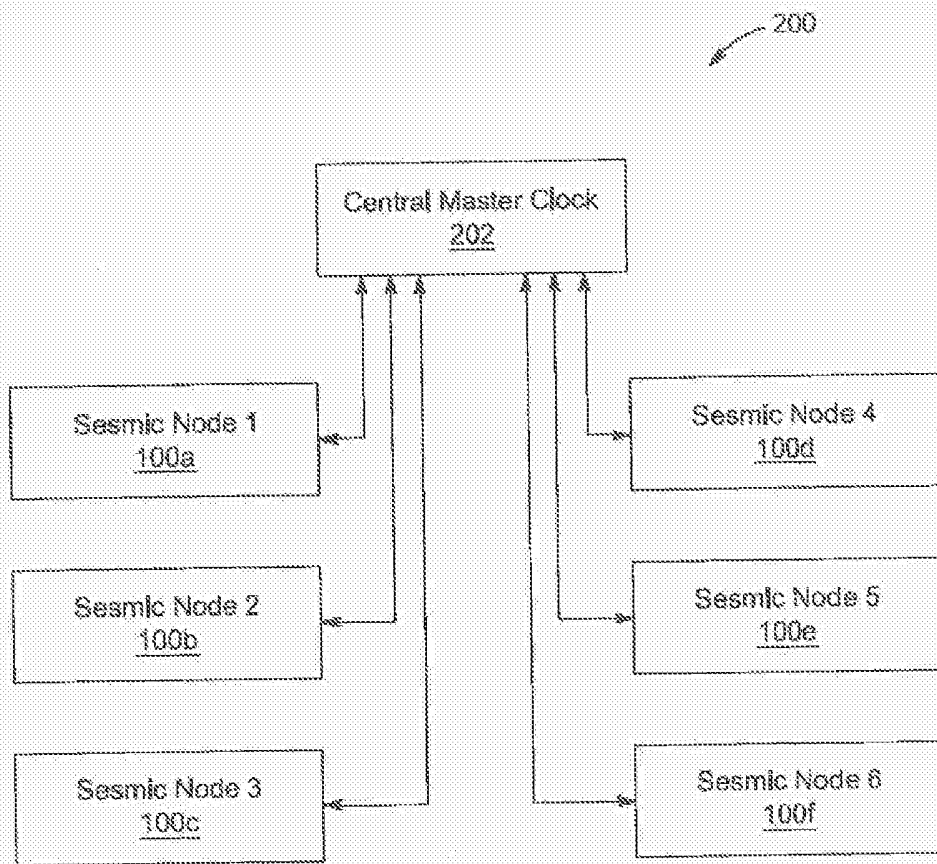 200
Central Master Clock
202
Sesmic Node 1
100a
Sesmic Node 2
100b
Sesmic Node 3
100c
Sesmic Node 4
100d
Sesmic Node 5
100e
Sesmic Node 6
100f